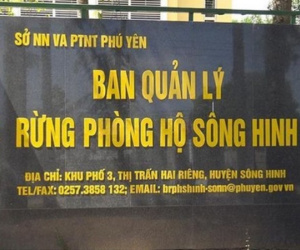 SỞ NN VA PTNT PHÚ YÊN
BAN QUẢN LÝ
RỪNG PHÒNG HỘ SÔNG HINH
ĐỊA CHỈ: KHU PHỐ 3, THỊ TRẤN HAI RIÊNG, HUYỆN SÔNG HINH
TEL/FAX: 0257.3858 132; EMAIL: brphshinh-sonn@phuyen.gov.vn